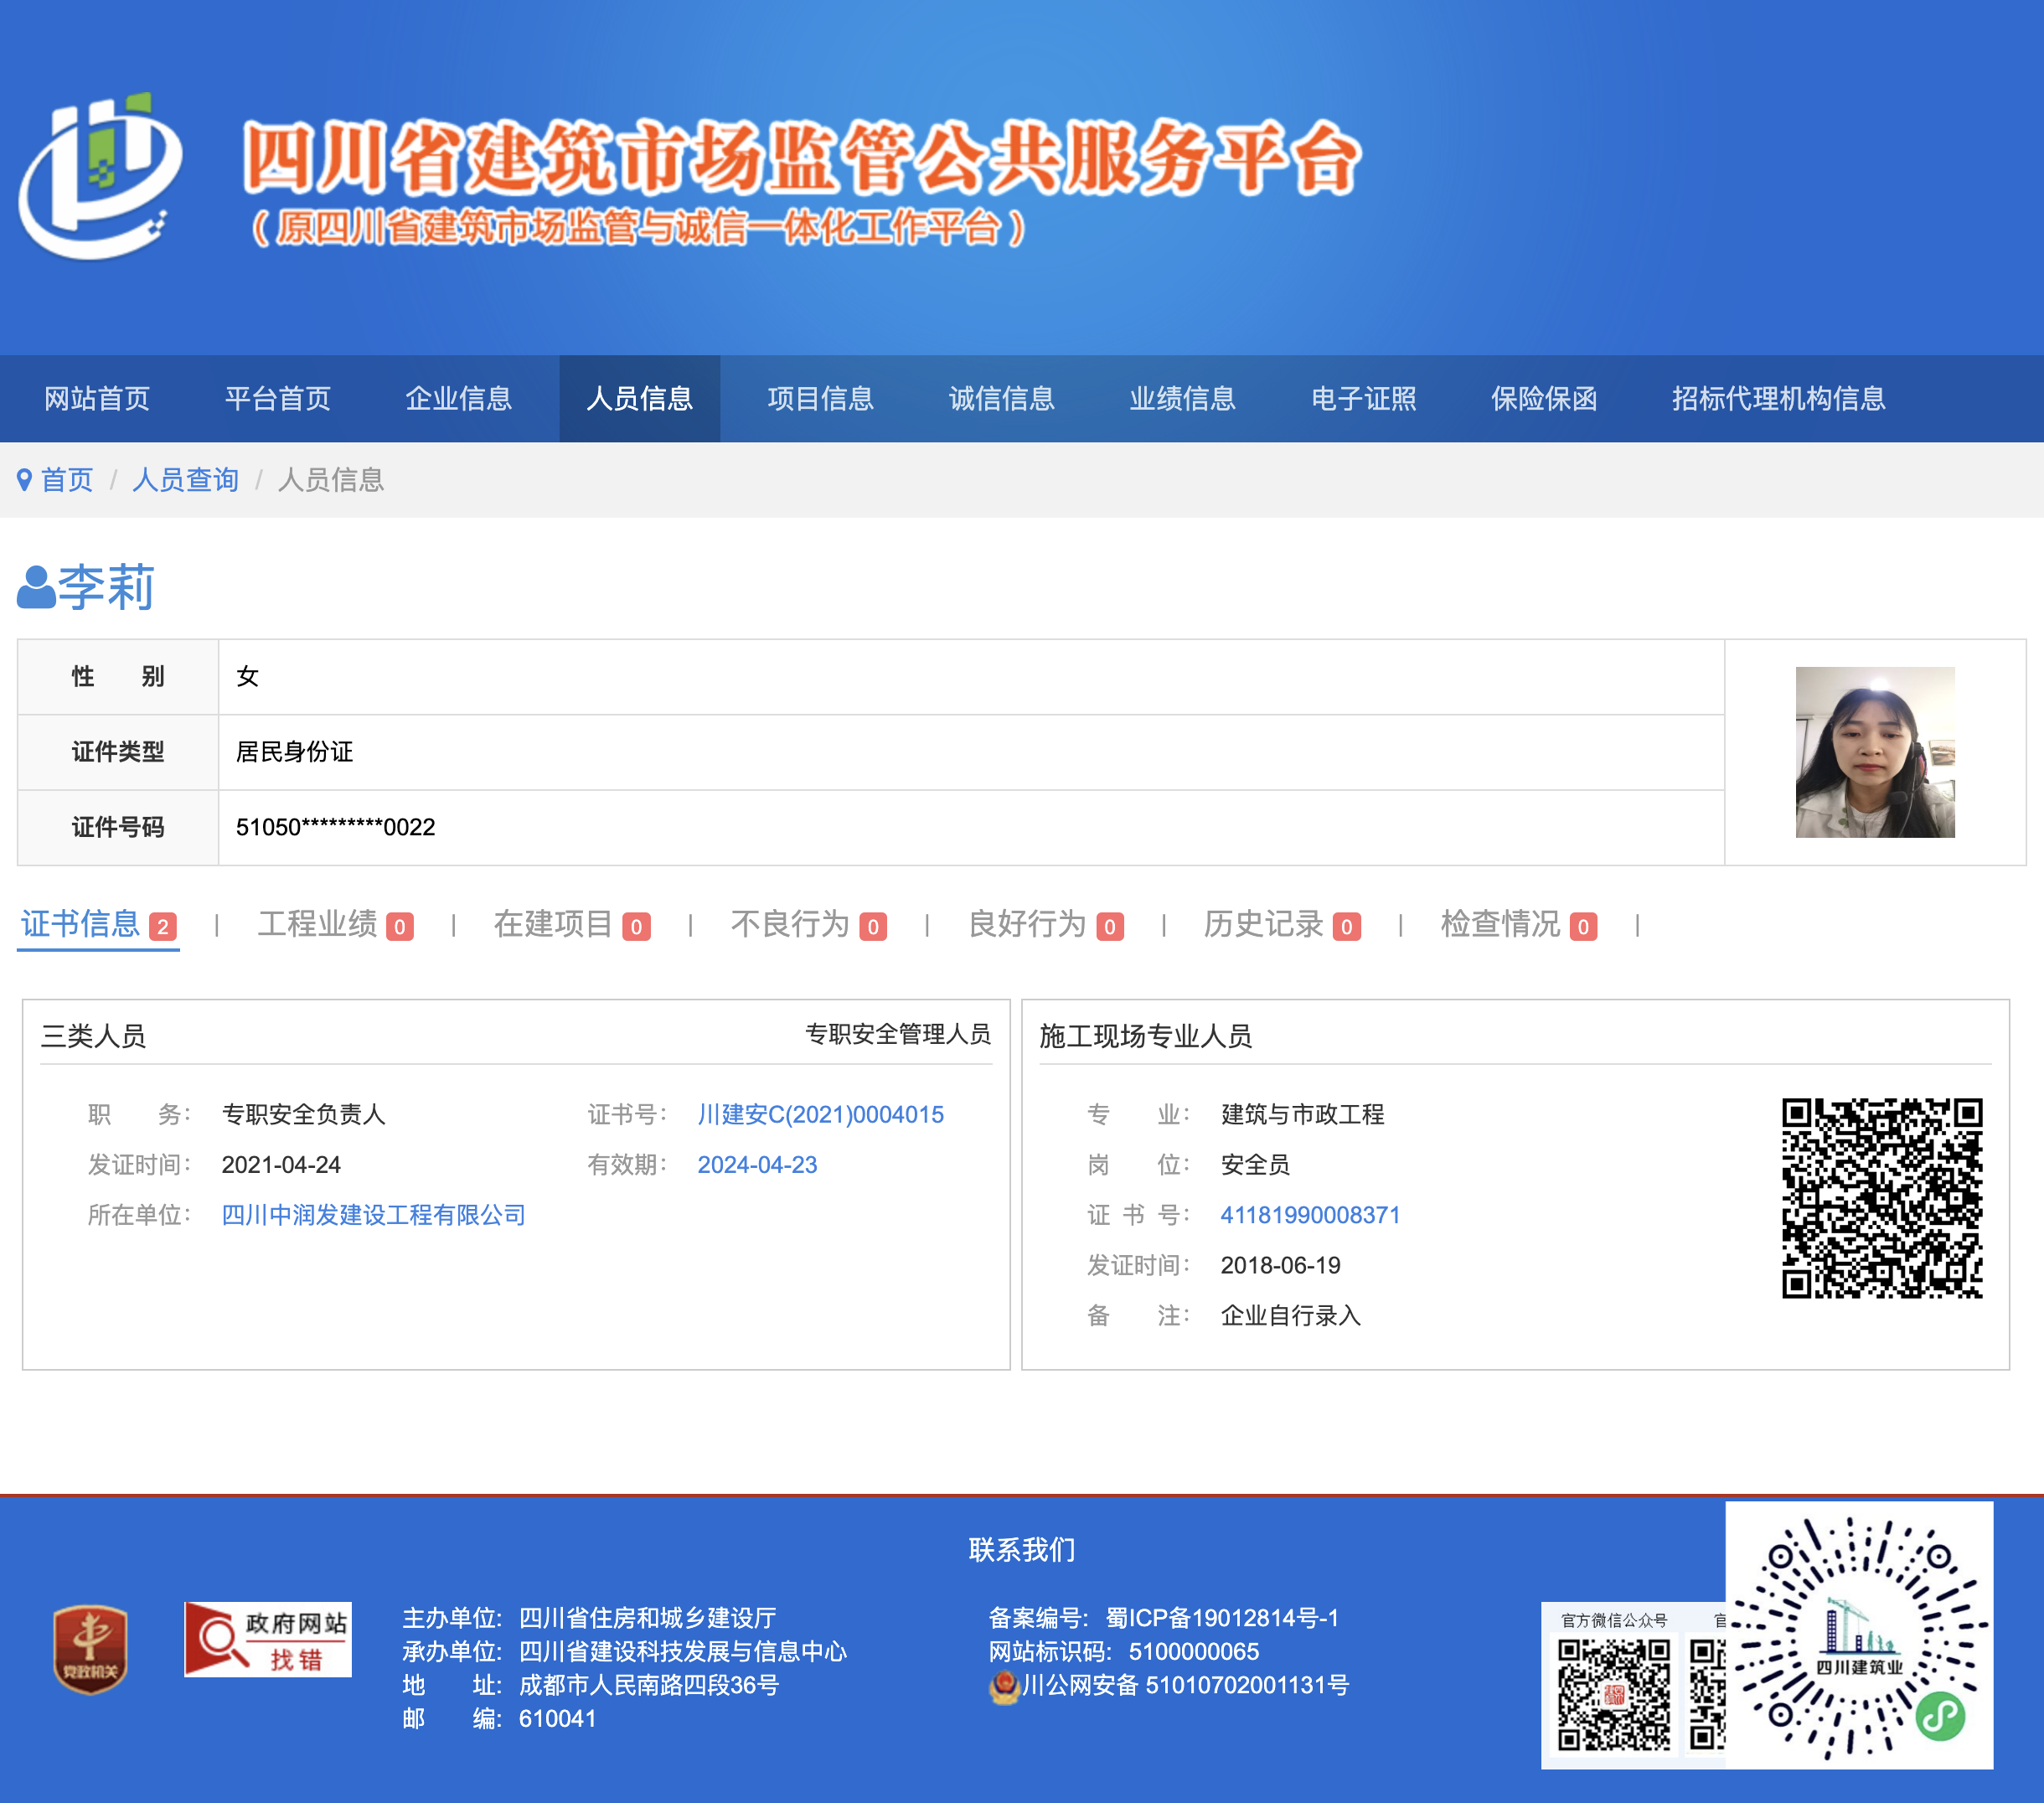 四川省建筑市场监管公共服务平台
（原四川省建筑市场监管与诚信一体化工作平台）
网站首页 平台首页 企业信息 人员信息 项目信息 诚信信息 业绩信息 电子证照 保险保函 招标代理机构信息
首页 / 人员查询 / 人员信息
李莉
性 别 女
证件类型 居民身份证
证件号码 51050*********0022
证书信息 2 | 工程业绩 0 | 在建项目 0 | 不良行为 0 | 良好行为 0 | 历史记录 0 | 检查情况 0 |
三类人员 专职安全管理人员
职 务： 专职安全负责人 证书号： 川建安C(2021)0004015
发证时间： 2021-04-24 有效期： 2024-04-23
所在单位： 四川中润发建设工程有限公司
施工现场专业人员
专 业： 建筑与市政工程
岗 位： 安全员
证 书 号： 41181990008371
发证时间： 2018-06-19
备 注： 企业自行录入
联系我们
党政机关
政府网站
找错
主办单位： 四川省住房和城乡建设厅
承办单位： 四川省建设科技发展与信息中心
地 址： 成都市人民南路四段36号
邮 编： 610041
备案编号： 蜀ICP备19012814号-1
网站标识码： 5100000065
川公网安备 51010702001131号
官方微信公众号
官
四川建筑业